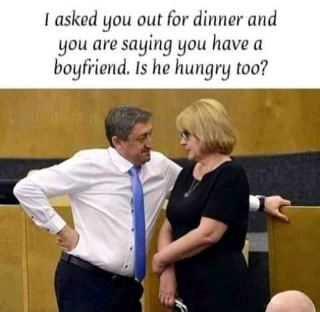 I asked you out for dinner and
you are saying you have a
boyfriend. Is he hungry too?